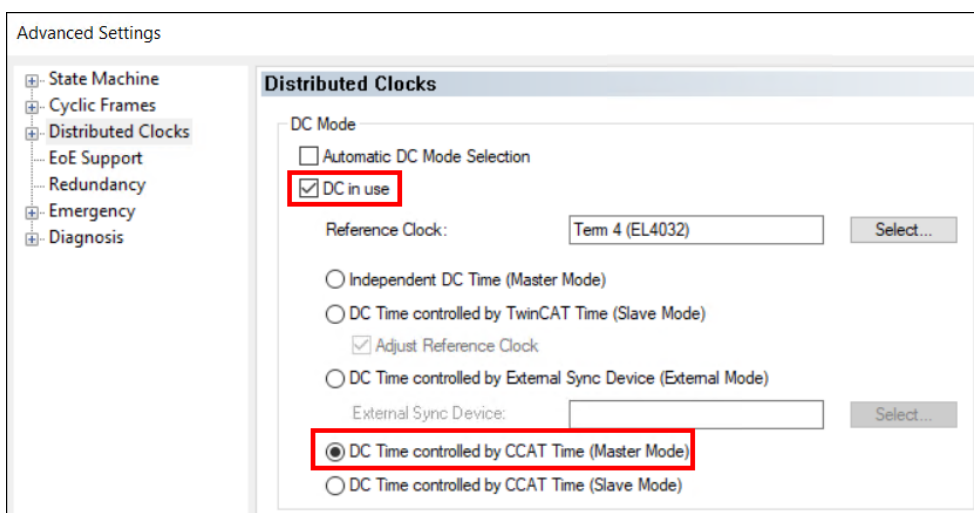 Advanced Settings
State Machine
Cyclic Frames
Distributed Clocks
EoE Support
Redundancy
Emergency
Diagnosis
Distributed Clocks
DC Mode
Automatic DC Mode Selection
DC in use
Reference Clock: Term 4 (EL4032) Select...
Independent DC Time (Master Mode)
DC Time controlled by TwinCAT Time (Slave Mode)
Adjust Reference Clock
DC Time controlled by External Sync Device (External Mode)
External Sync Device: Select...
DC Time controlled by CCAT Time (Master Mode)
DC Time controlled by CCAT Time (Slave Mode)